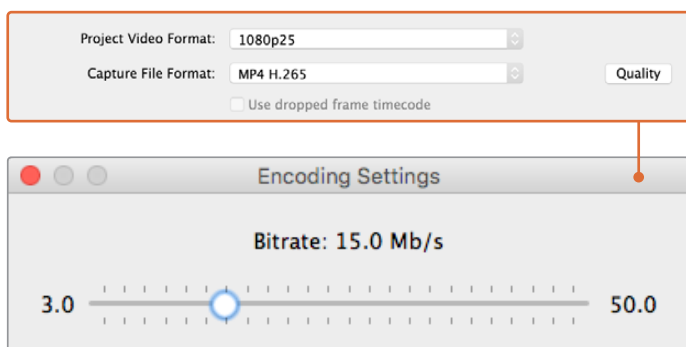 Project Video Format: 1080p25
Capture File Format: MP4 H.265 Quality
Use dropped frame timecode
Encoding Settings
Bitrate: 15.0 Mb/s
3.0 50.0